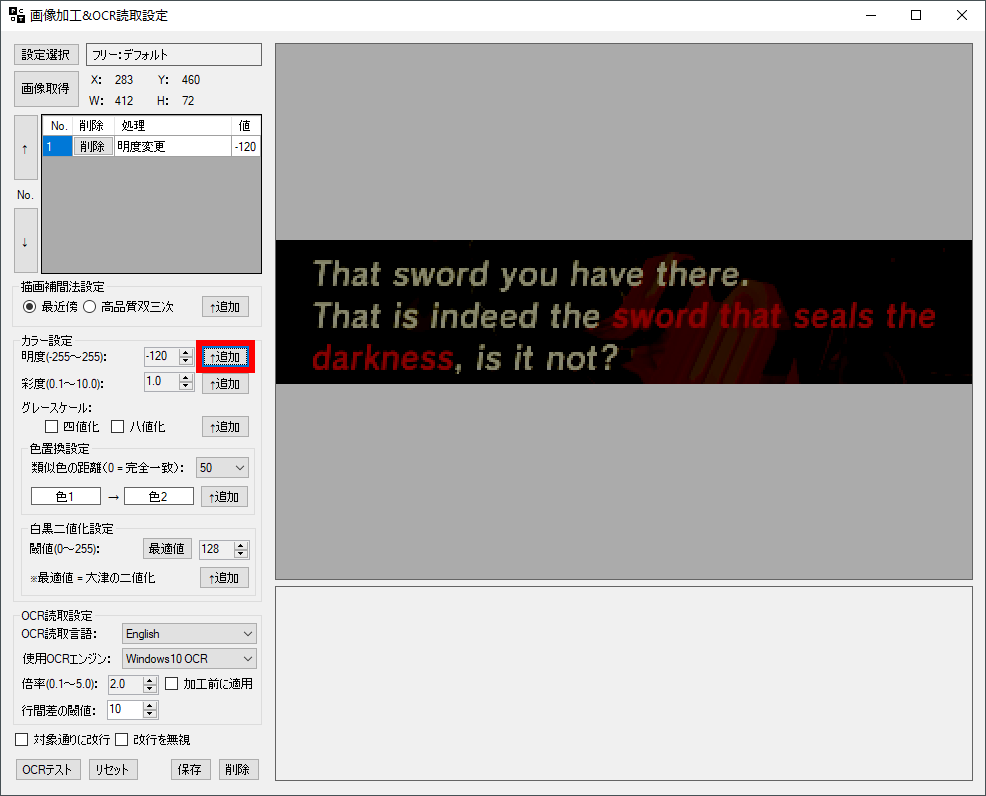 画像加工&OCR読取設定
設定選択 フリー:デフォルト
画像取得 X: 283 Y: 460
W: 412 H: 72
No. 削除 処理 値
1 削除 明度変更 -120
↑
No.
↓
描画補間法設定
最近傍 高品質双三次 ↑追加
カラー設定
明度(-255～255): -120 ↑追加
彩度(0.1～10.0): 1.0 ↑追加
グレースケール:
四値化 八値化 ↑追加
色置換設定
類似色の距離(0 = 完全一致): 50
色1 → 色2 ↑追加
白黒二値化設定
閾値(0～255): 最適値 128
※最適値 = 大津の二値化 ↑追加
OCR読取設定
OCR読取言語: English
使用OCRエンジン: Windows10 OCR
倍率(0.1～5.0): 2.0 加工前に適用
行間差の閾値: 10
対象通りに改行 改行を無視
OCRテスト リセット 保存 削除
That sword you have there.
That is indeed the sword that seals the
darkness, is it not?